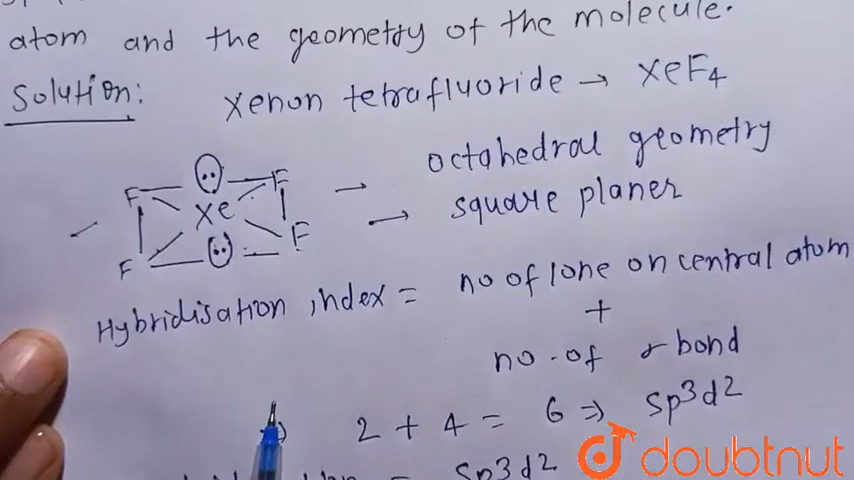 atom and the geometry of the molecule.
Solution:
Xenon tetrafluoride → XeF4
F F
Xe
F F
→ octahedral geometry
→ square planer
Hybridisation index = no of lone on central atom
+
no. of σ bond
2 + 4 = 6 ⇒ sp3d2
= sp3d2
doubtnut